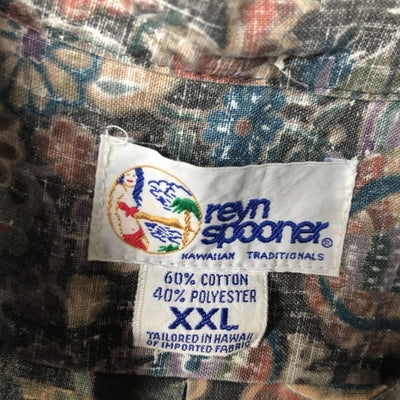 reyn
spooner®
HAWAIIAN TRADITIONALS
60% COTTON
40% POLYESTER
XXL
TAILORED IN HAWAII
OF IMPORTED FABRIC